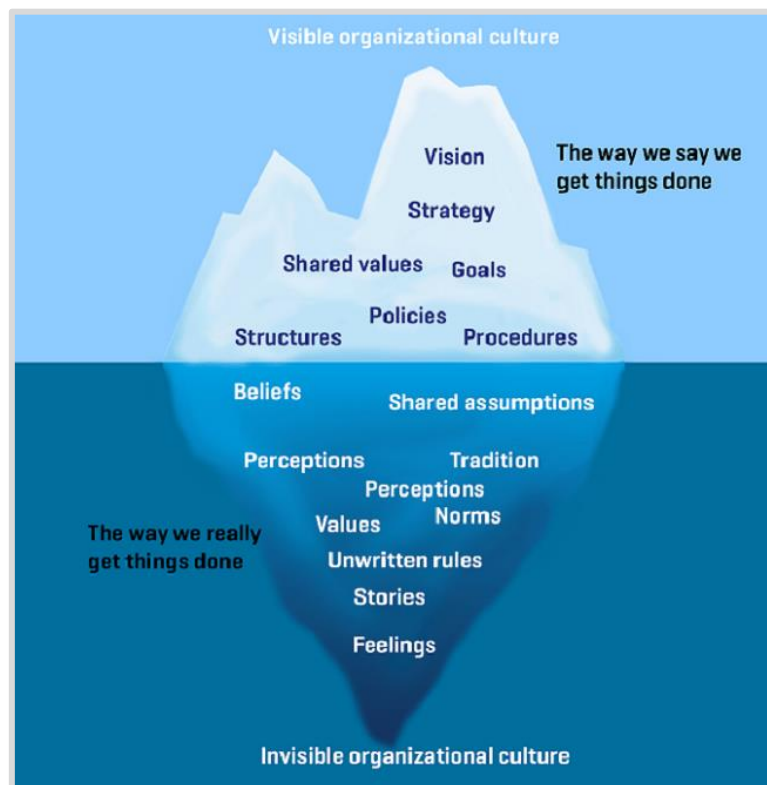 Visible organizational culture
Vision
The way we say we
get things done
Strategy
Shared values
Goals
Policies
Structures
Procedures
Beliefs
Shared assumptions
Perceptions
Tradition
Perceptions
Norms
Values
The way we really
get things done
Unwritten rules
Stories
Feelings
Invisible organizational culture